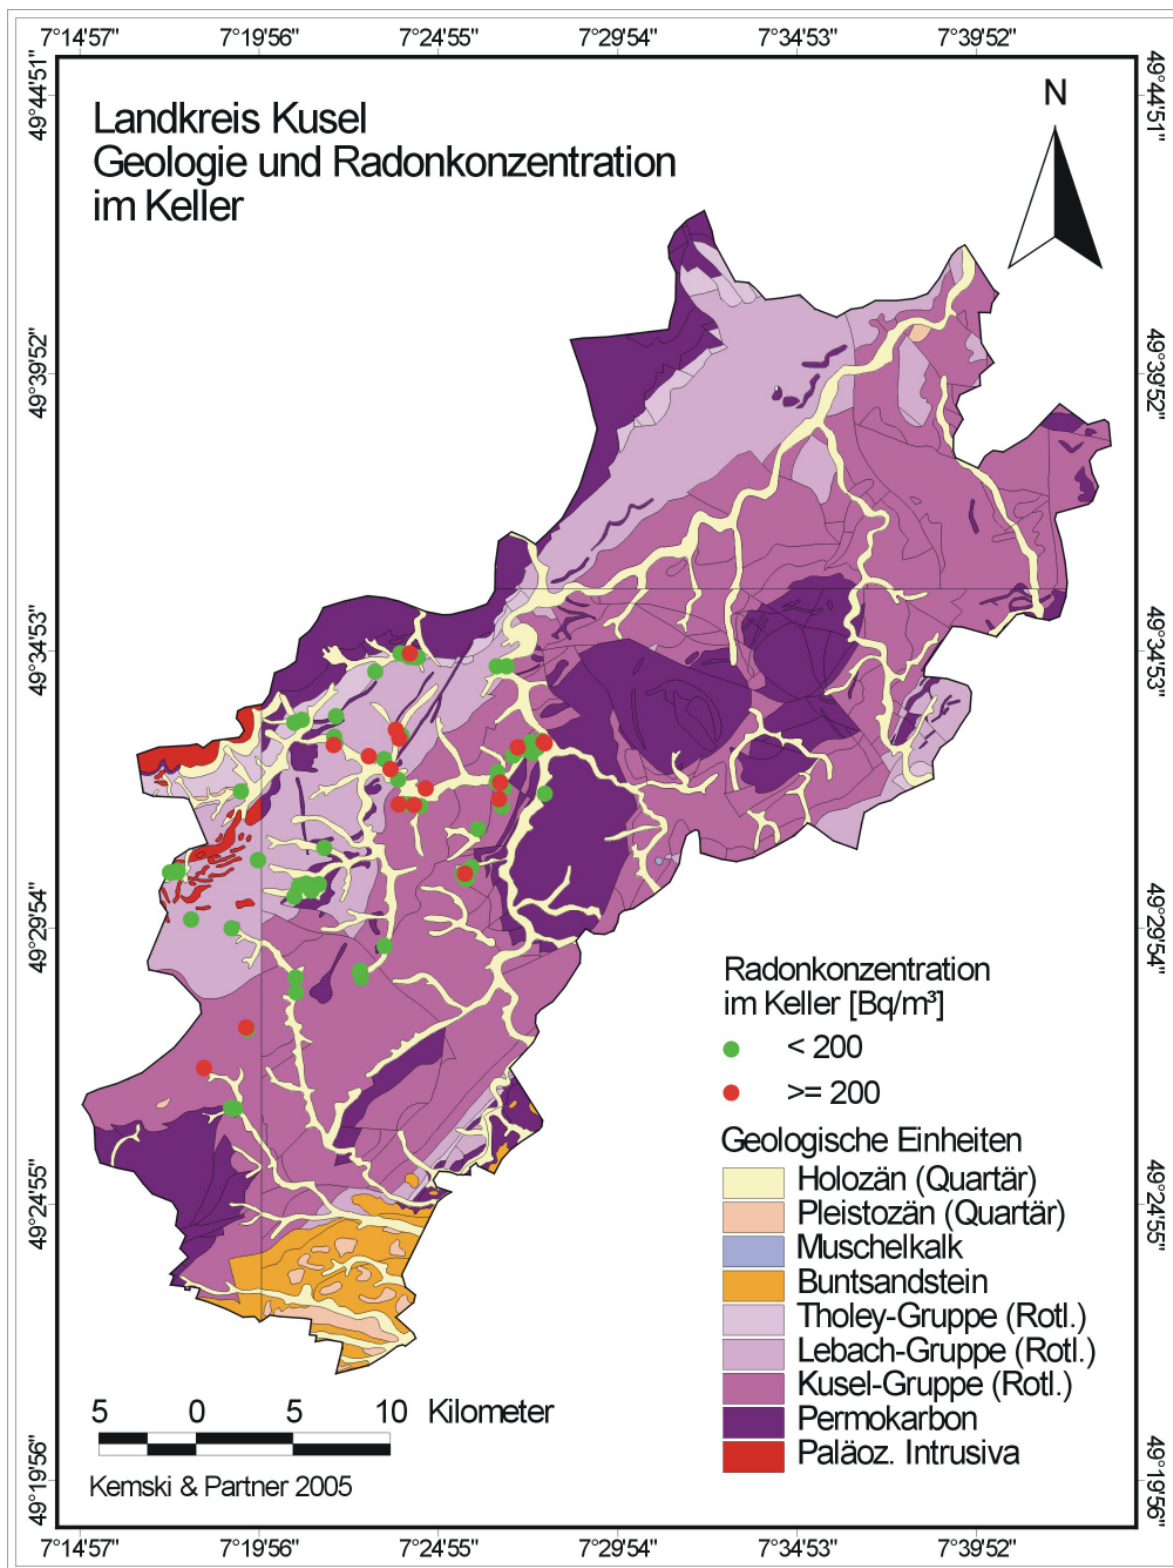 7°14'57" 7°19'56" 7°24'55" 7°29'54" 7°34'53" 7°39'52"
49°44'51" 49°44'51"
Landkreis Kusel
Geologie und Radonkonzentration
im Keller
N
49°39'52" 49°39'52"
49°34'53" 49°34'53"
49°29'54" 49°29'54"
Radonkonzentration
im Keller [Bq/m³]
< 200
>= 200
Geologische Einheiten
Holozän (Quartär)
Pleistozän (Quartär)
Muschelkalk
Buntsandstein
Tholey-Gruppe (Rotl.)
Lebach-Gruppe (Rotl.)
Kusel-Gruppe (Rotl.)
Permokarbon
Paläoz. Intrusiva
49°24'55" 49°24'55"
5 0 5 10 Kilometer
Kemski & Partner 2005
49°19'56" 49°19'56"
7°14'57" 7°19'56" 7°24'55" 7°29'54" 7°34'53" 7°39'52"